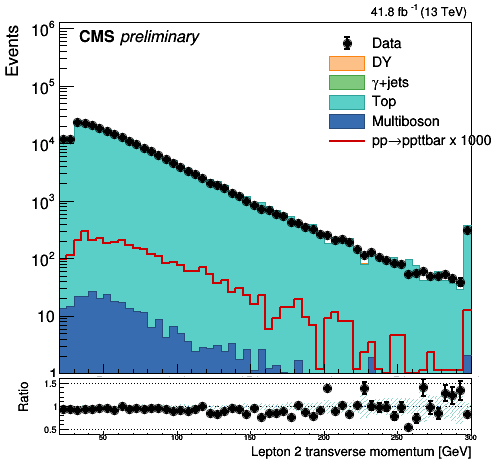 41.8 fb⁻¹ (13 TeV)
CMS preliminary
Events
10⁶
10⁵
10⁴
10³
10²
10
1
Data
DY
γ+jets
Top
Multiboson
pp→ppttbar x 1000
Ratio
1.5
1
0.5
50 100 150 200 250 300
Lepton 2 transverse momentum [GeV]